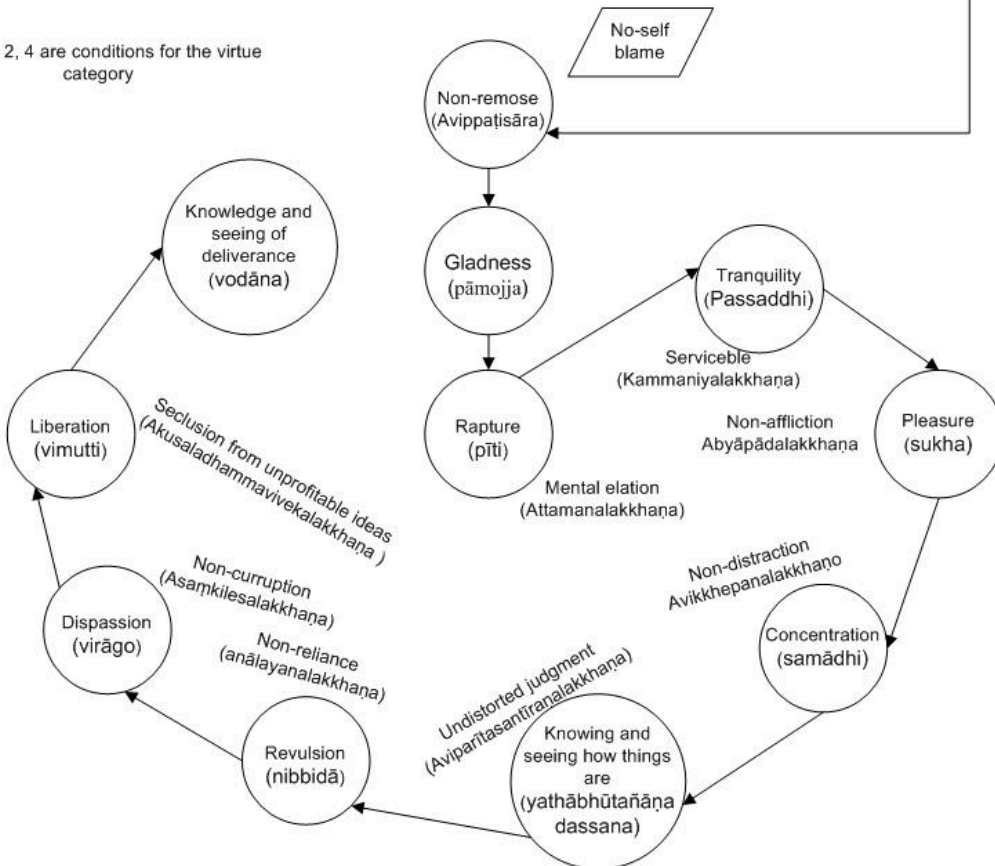 2, 4 are conditions for the virtue
category
No-self
blame
Non-remose
(Avippaṭisāra)
Gladness
(pāmojja)
Rapture
(pīti)
Mental elation
(Attamanalakkhaṇa)
Tranquility
(Passaddhi)
Serviceble
(Kammaniyalakkhaṇa)
Pleasure
(sukha)
Non-affliction
Abyāpādalakkhaṇa
Concentration
(samādhi)
Non-distraction
Avikkhepanalakkhaṇo
Knowing and
seeing how things
are
(yathābhūtañāṇa
dassana)
Undistorted judgment
(Aviparītasantīranalakkhaṇa)
Revulsion
(nibbidā)
Non-reliance
(anālayanalakkhaṇa)
Dispassion
(virāgo)
Non-curruption
(Asaṃkilesalakkhaṇa)
Liberation
(vimutti)
Seclusion from unprofitable ideas
(Akusaladhammavivekalakkhaṇa )
Knowledge and
seeing of
deliverance
(vodāna)